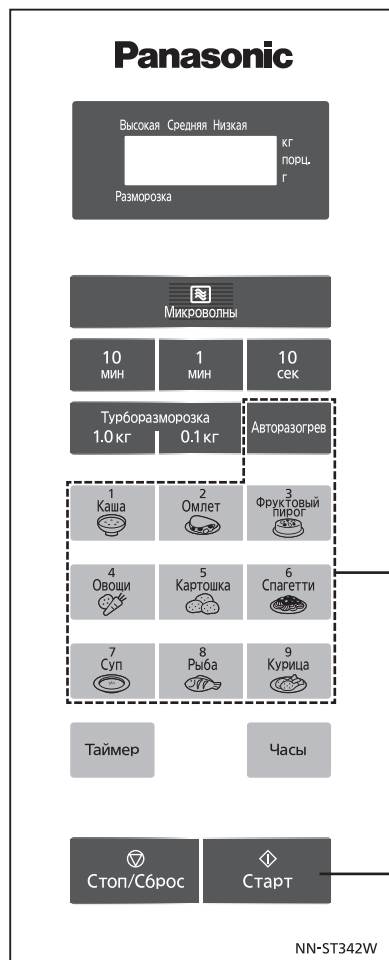 Panasonic
Высокая Средняя Низкая
кг
порц.
г
Разморозка
Микроволны
10 мин
1 мин
10 сек
Турборазморозка
1.0 кг 0.1 кг
Авторазогрев
1 Каша
2 Омлет
3 Фруктовый пирог
4 Овощи
5 Картошка
6 Спагетти
7 Суп
8 Рыба
9 Курица
Таймер
Часы
Стоп/Сброс
Старт
NN-ST342W